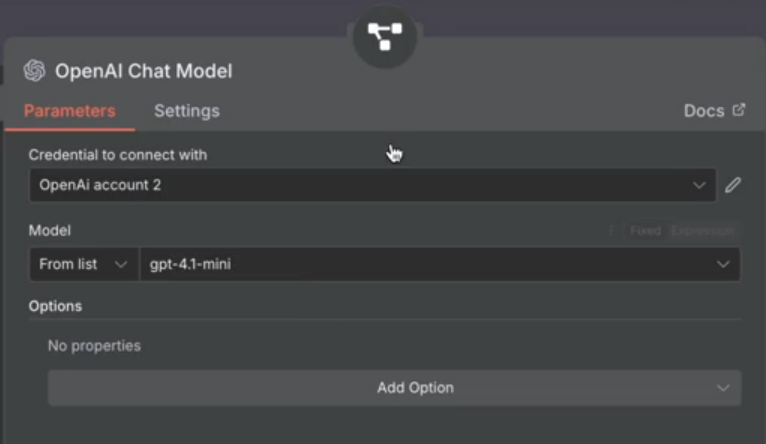 OpenAI Chat Model
Parameters Settings Docs
Credential to connect with
OpenAi account 2
Model Fixed Expression
From list gpt-4.1-mini
Options
No properties
Add Option